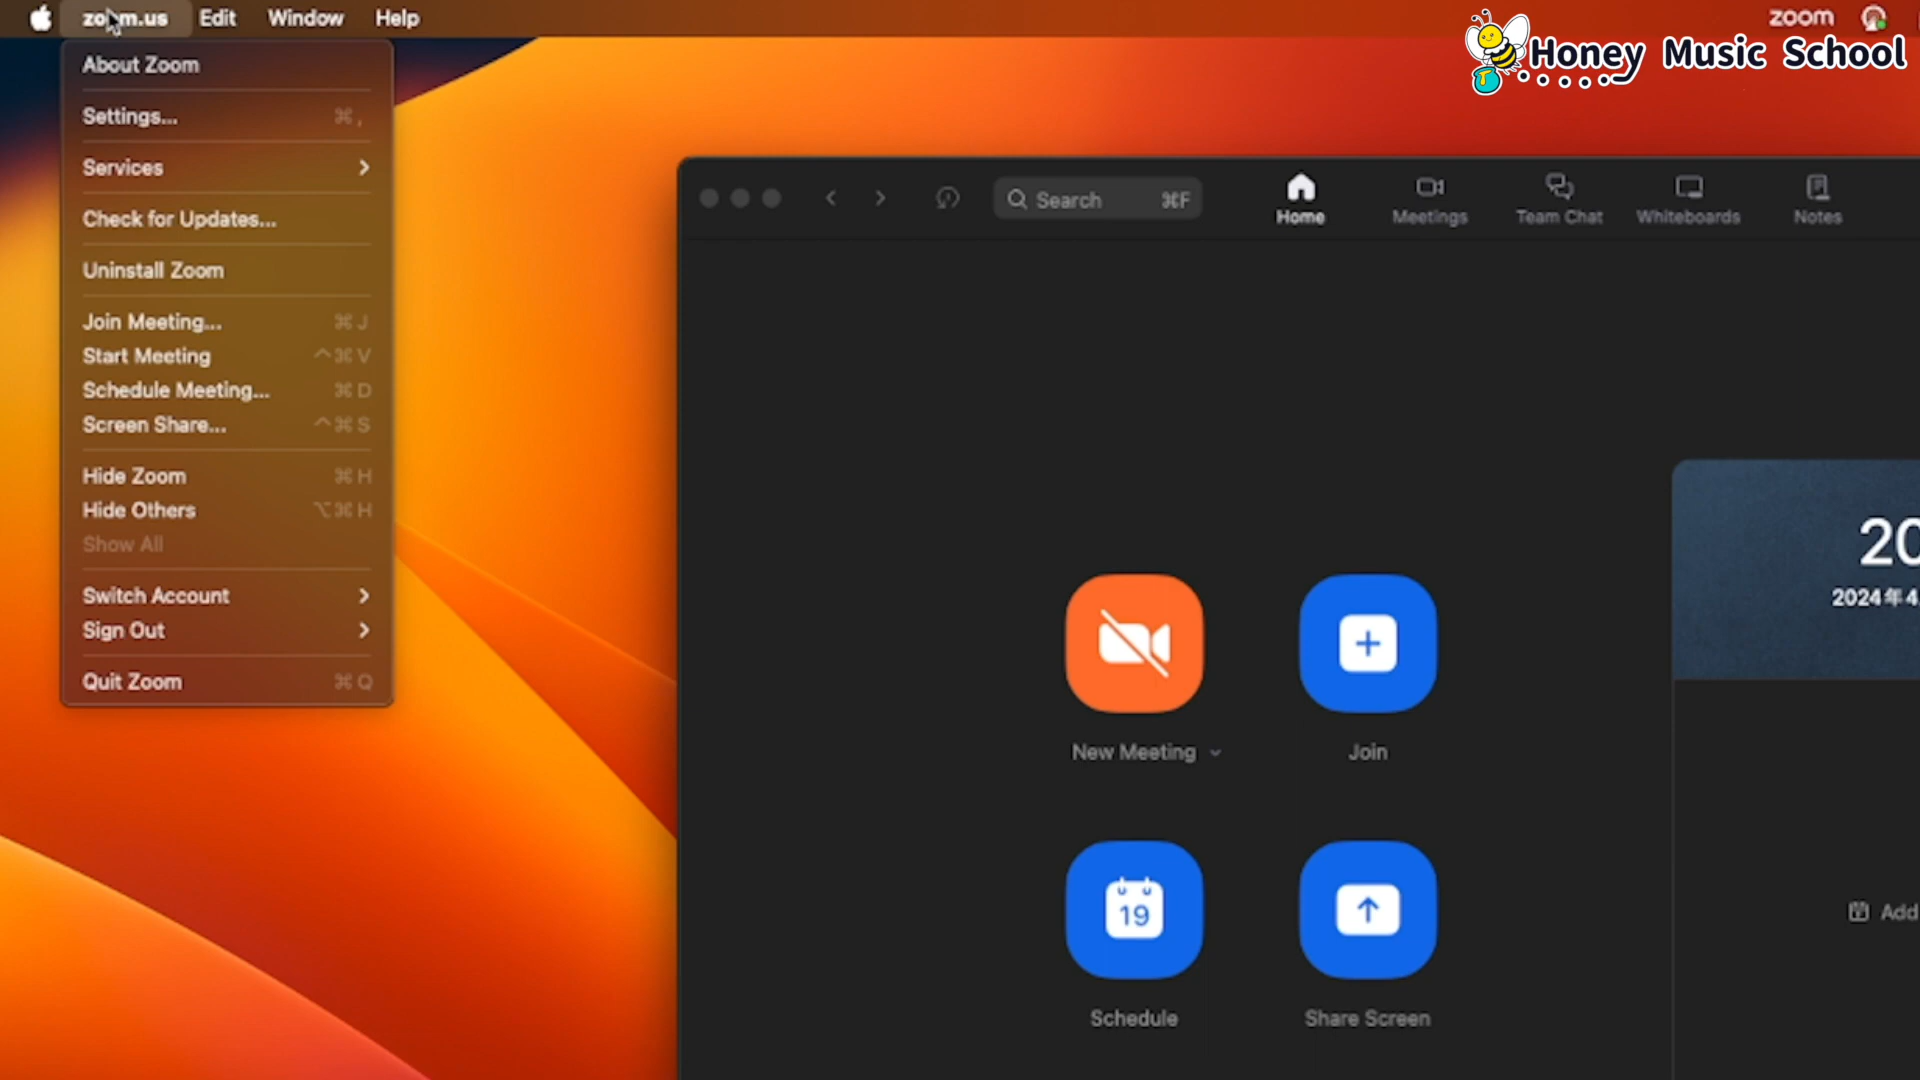 zoom.us Edit Window Help
zoom
Honey Music School
About Zoom
Settings... ⌘ ,
Services
Check for Updates...
Uninstall Zoom
Join Meeting... ⌘ J
Start Meeting ^⌘ V
Schedule Meeting... ⌘ D
Screen Share... ^⌘ S
Hide Zoom ⌘ H
Hide Others ⌥⌘ H
Show All
Switch Account
Sign Out
Quit Zoom ⌘ Q
Search ⌘F
Home
Meetings
Team Chat
Whiteboards
Notes
20
2024年4
New Meeting
Join
19
Add
Schedule
Share Screen